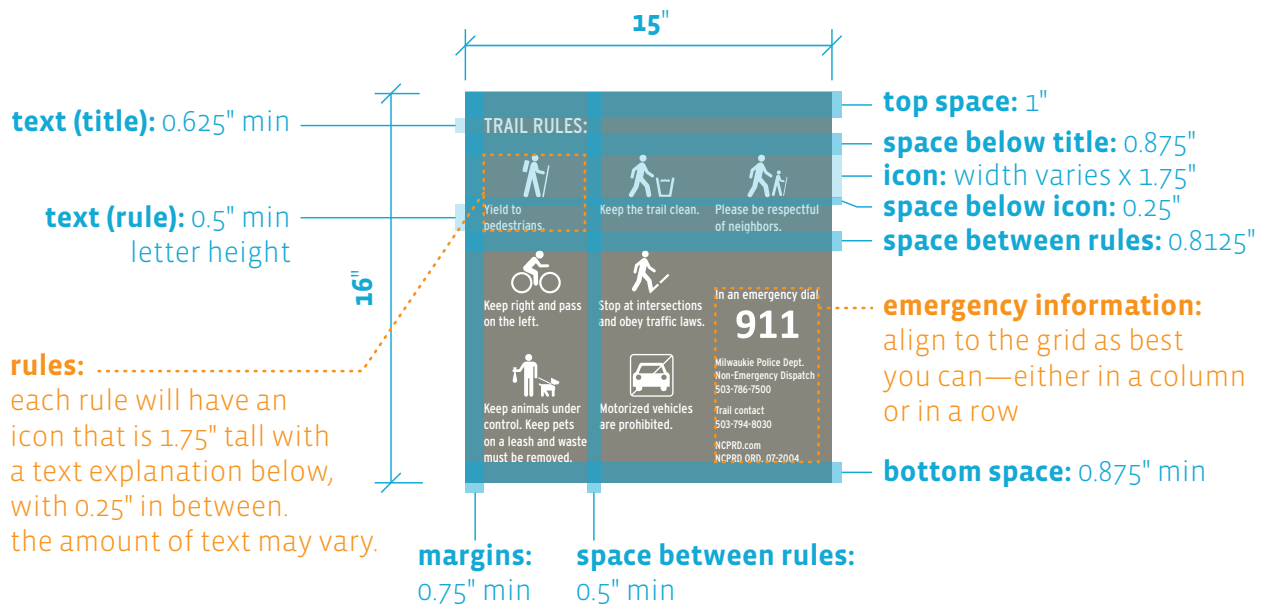 15"
text (title): 0.625" min
text (rule): 0.5" min
letter height
16"
rules:
each rule will have an
icon that is 1.75" tall with
a text explanation below,
with 0.25" in between.
the amount of text may vary.
TRAIL RULES:
Yield to
pedestrians.
Keep the trail clean.
Please be respectful
of neighbors.
Keep right and pass
on the left.
Stop at intersections
and obey traffic laws.
Keep animals under
control. Keep pets
on a leash and waste
must be removed.
Motorized vehicles
are prohibited.
In an emergency dial
911
Milwaukie Police Dept.
Non-Emergency Dispatch
503-786-7500
Trail contact
503-794-8030
NCPRD.com
NCPRD ORD. 07-2004
top space: 1"
space below title: 0.875"
icon: width varies x 1.75"
space below icon: 0.25"
space between rules: 0.8125"
emergency information:
align to the grid as best
you can—either in a column
or in a row
bottom space: 0.875" min
margins:
0.75" min
space between rules:
0.5" min